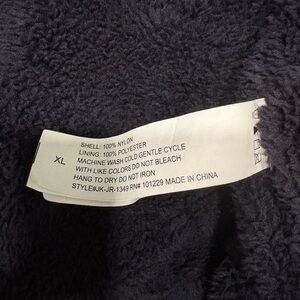 XL
SHELL: 100% NYLON
LINING: 100% POLYESTER
MACHINE WASH COLD GENTLE CYCLE
WITH LIKE COLORS DO NOT BLEACH
HANG TO DRY DO NOT IRON
STYLE#JK-JR-1349 RN# 101229 MADE IN CHINA